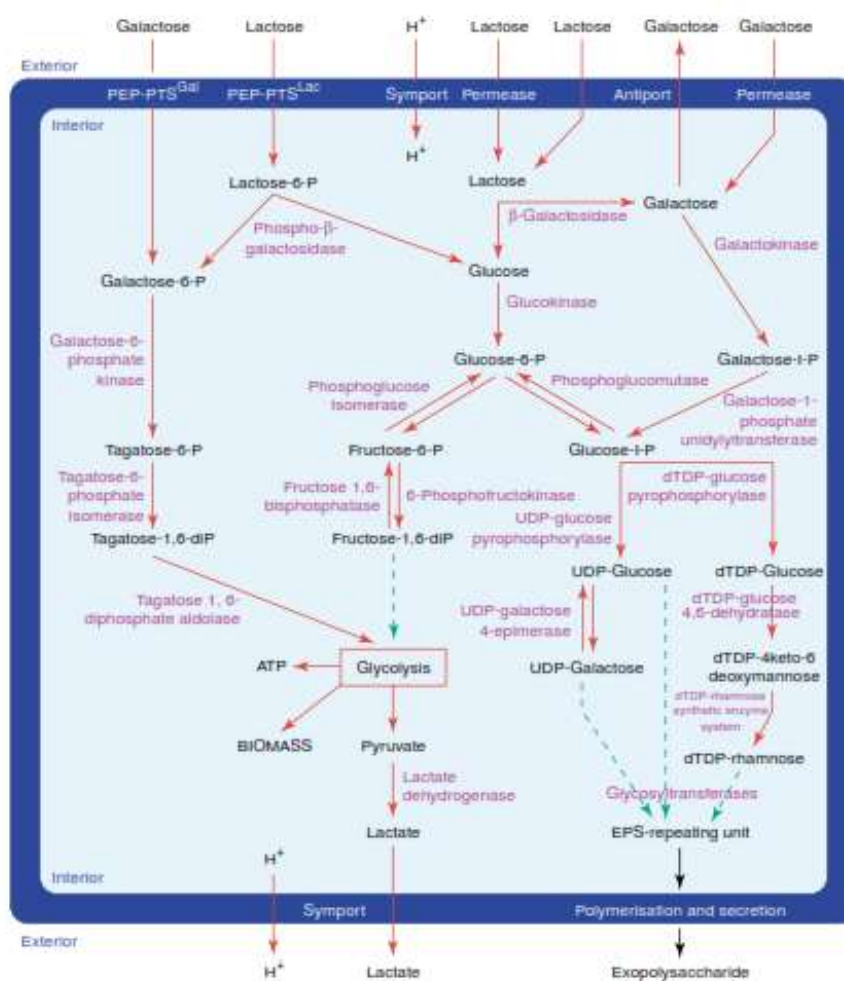 Galactose Lactose H+ Lactose Lactose Galactose Galactose
Exterior
PEP-PTSGal PEP-PTSLac Symport Permease Antiport Permease
Interior
H+
Lactose-6-P
Lactose
Galactose
β-Galactosidase
Phospho-β-
galactosidase
Galactokinase
Galactose-6-P
Glucose
Glucokinase
Galactose-6-
phosphate
kinase
Glucose-6-P
Galactose-I-P
Phosphoglucose
Isomerase
Phosphoglucomutase
Galactose-1-
phosphate
unidylyltransferase
Tagatose-6-P
Fructose-6-P
Glucose-I-P
Tagatose-6-
phosphate
Isomerase
Fructose 1,6-
bisphosphatase
6-Phosphofructokinase
dTDP-glucose
pyrophosphorylase
UDP-glucose
pyrophosphorylase
Tagatose-1,6-diP
Fructose-1,6-diP
UDP-Glucose
dTDP-Glucose
Tagatose 1, 6-
diphosphate aldolase
UDP-galactose
4-epimerase
dTDP-glucose
4,6-dehydratase
ATP
Glycolysis
UDP-Galactose
dTDP-4keto-6
deoxymannose
dTDP-rhamnose
synthetic enzyme
system
BIOMASS
Pyruvate
dTDP-rhamnose
Lactate
dehydrogenase
Glycosyltransferases
Lactate
EPS-repeating unit
H+
Interior
Symport
Polymerisation and secretion
Exterior
H+
Lactate
Exopolysaccharide